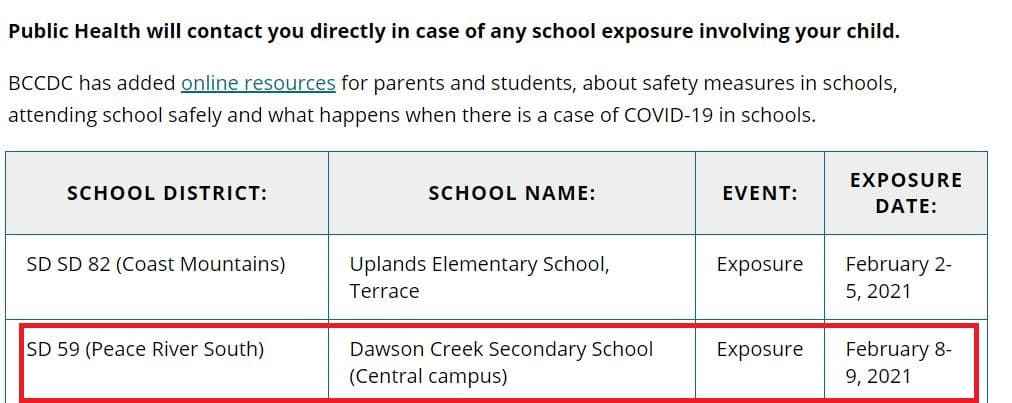 Public Health will contact you directly in case of any school exposure involving your child.
BCCDC has added online resources for parents and students, about safety measures in schools,
attending school safely and what happens when there is a case of COVID-19 in schools.
SCHOOL DISTRICT: SCHOOL NAME: EVENT: EXPOSURE
DATE:
SD SD 82 (Coast Mountains) Uplands Elementary School, Exposure February 2-
Terrace 5, 2021
SD 59 (Peace River South) Dawson Creek Secondary School Exposure February 8-
(Central campus) 9, 2021